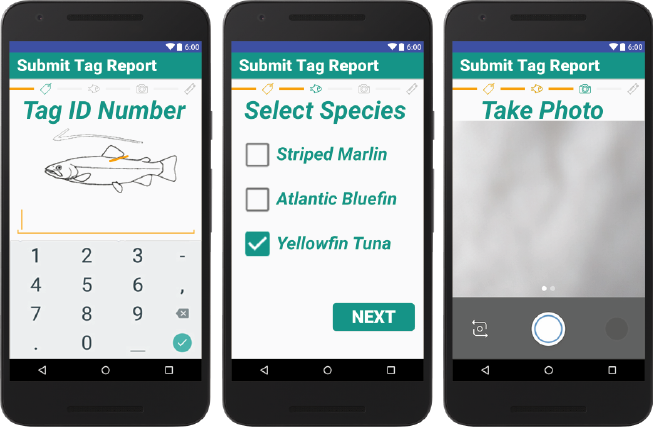 6:00
Submit Tag Report
Tag ID Number
1 2 3 -
4 5 6 ,
7 8 9
. 0 _
6:00
Submit Tag Report
Select Species
Striped Marlin
Atlantic Bluefin
Yellowfin Tuna
NEXT
6:00
Submit Tag Report
Take Photo